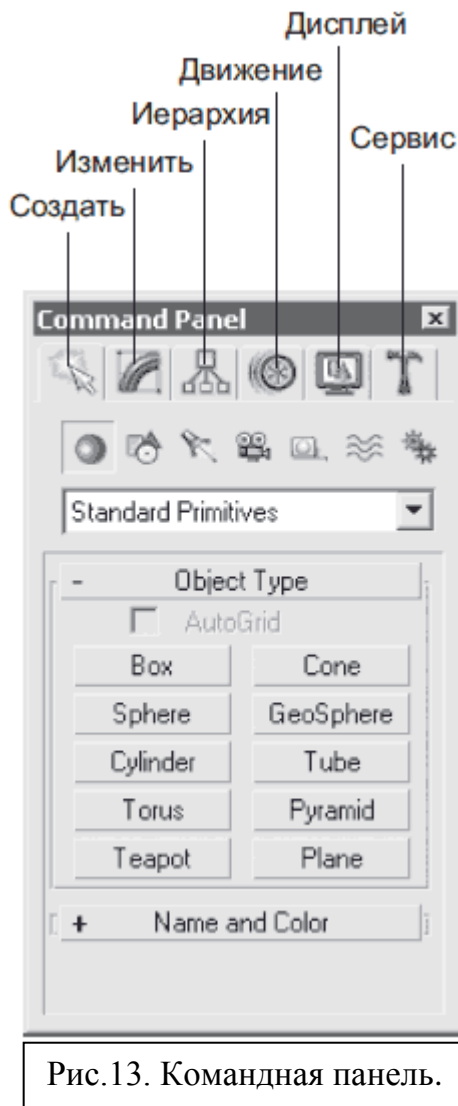 Дисплей
Движение
Иерархия
Сервис
Изменить
Создать
Command Panel
Standard Primitives
- Object Type
AutoGrid
Box Cone
Sphere GeoSphere
Cylinder Tube
Torus Pyramid
Teapot Plane
+ Name and Color
Рис.13. Командная панель.